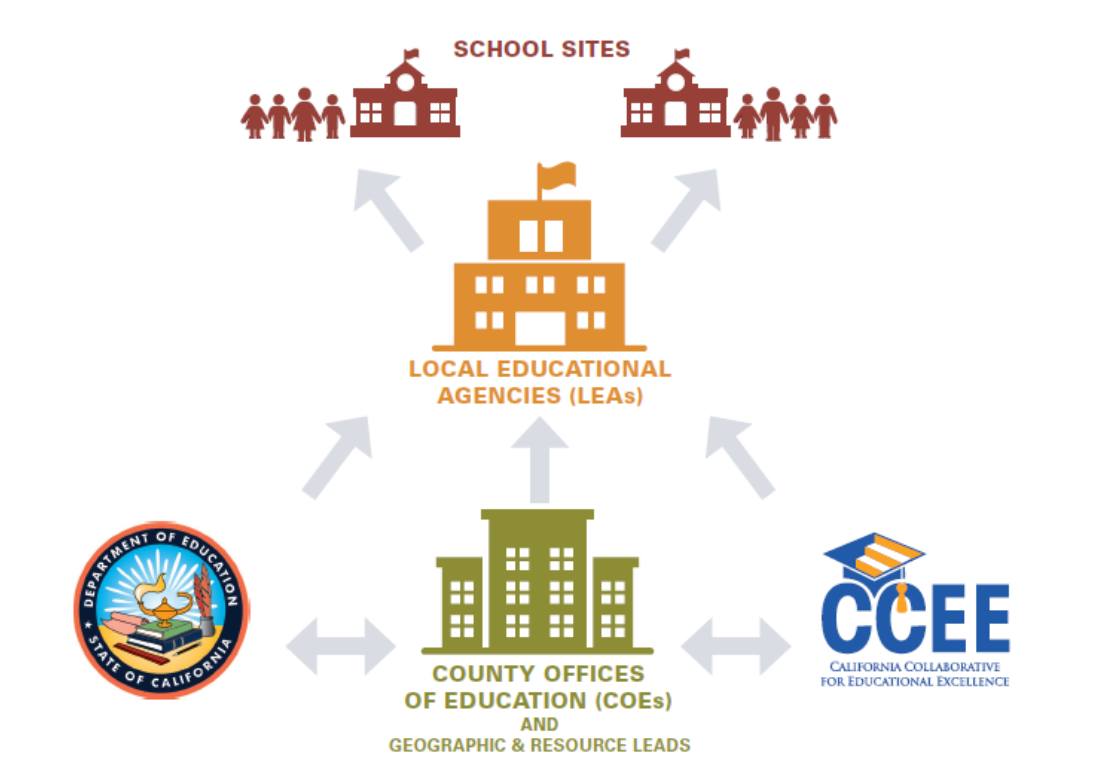 SCHOOL SITES
LOCAL EDUCATIONAL
AGENCIES (LEAs)
DEPARTMENT OF EDUCATION
★ STATE OF CALIFORNIA
CCEE
CALIFORNIA COLLABORATIVE
FOR EDUCATIONAL EXCELLENCE
COUNTY OFFICES
OF EDUCATION (COEs)
AND
GEOGRAPHIC & RESOURCE LEADS